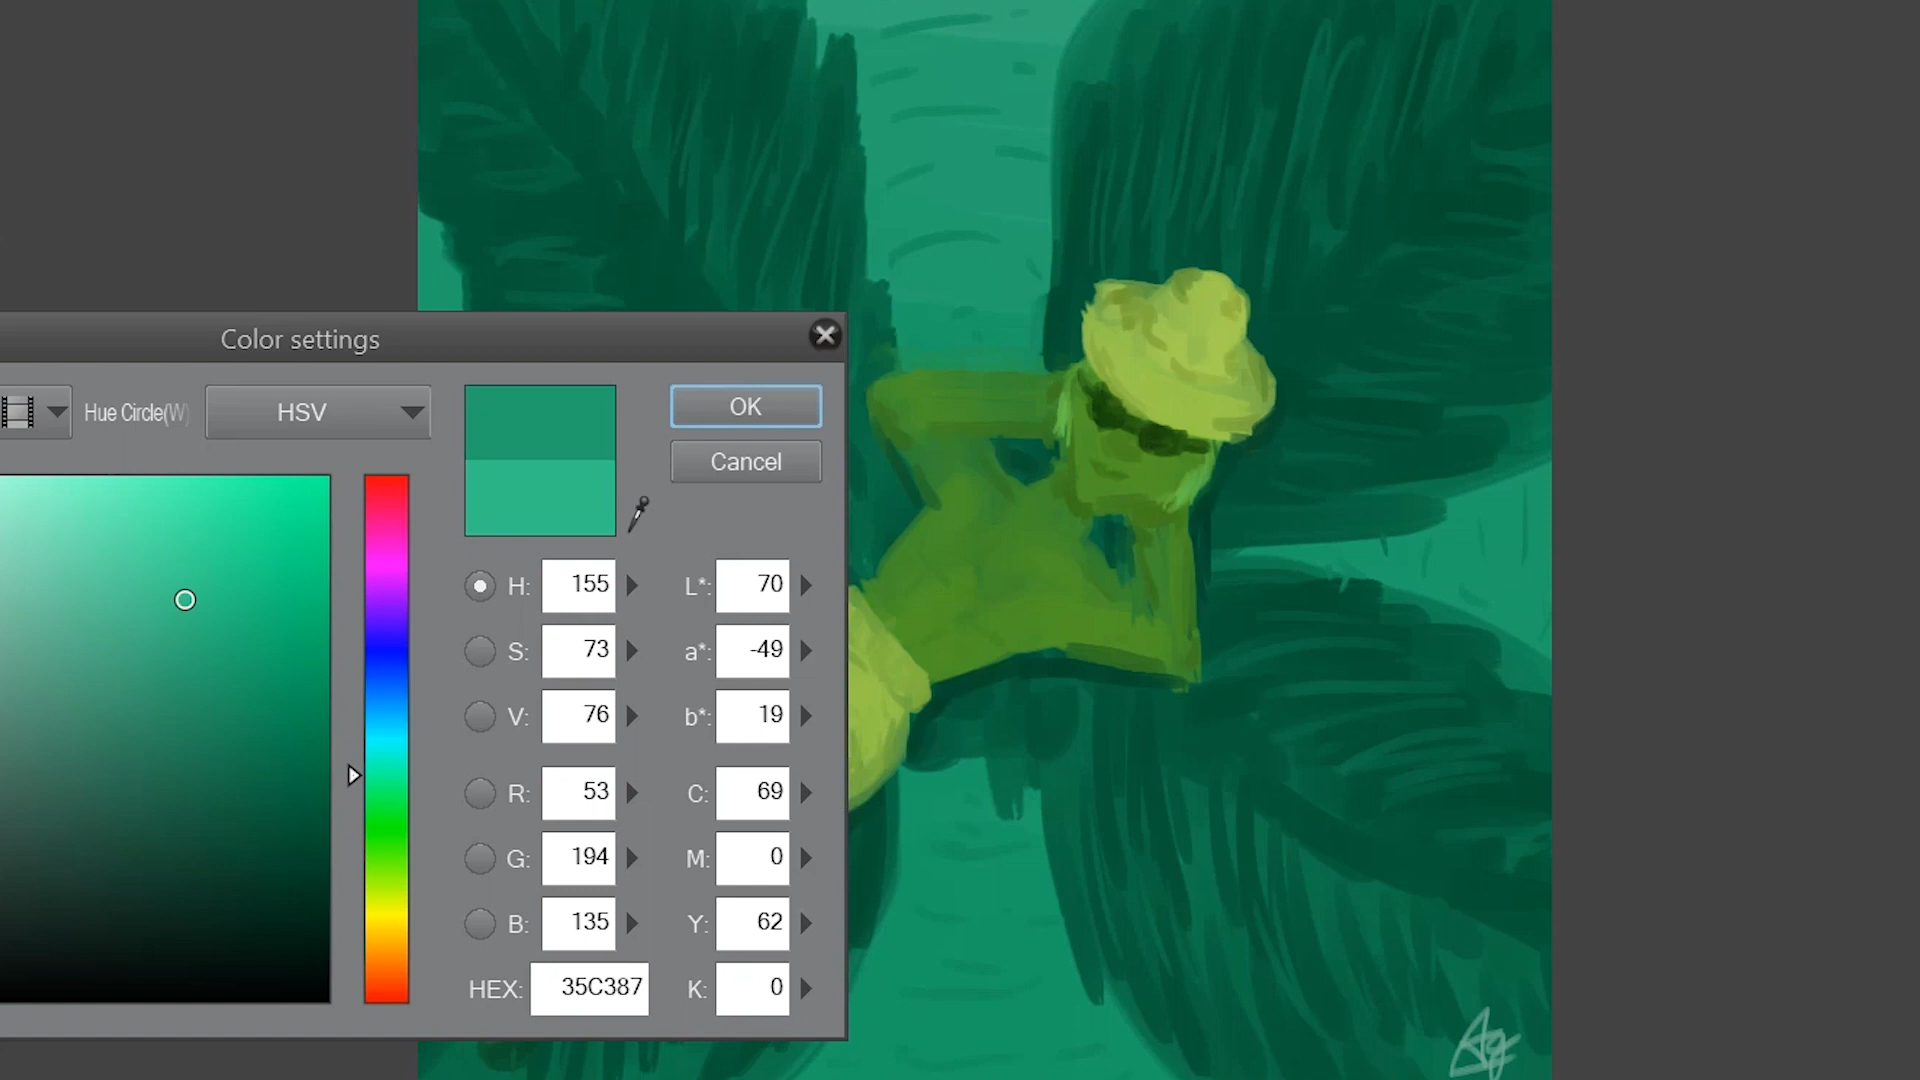 Color settings
Hue Circle(W)
HSV
OK
Cancel
H: 155
L*: 70
S: 73
a*: -49
V: 76
b*: 19
R: 53
C: 69
G: 194
M: 0
B: 135
Y: 62
HEX: 35C387
K: 0